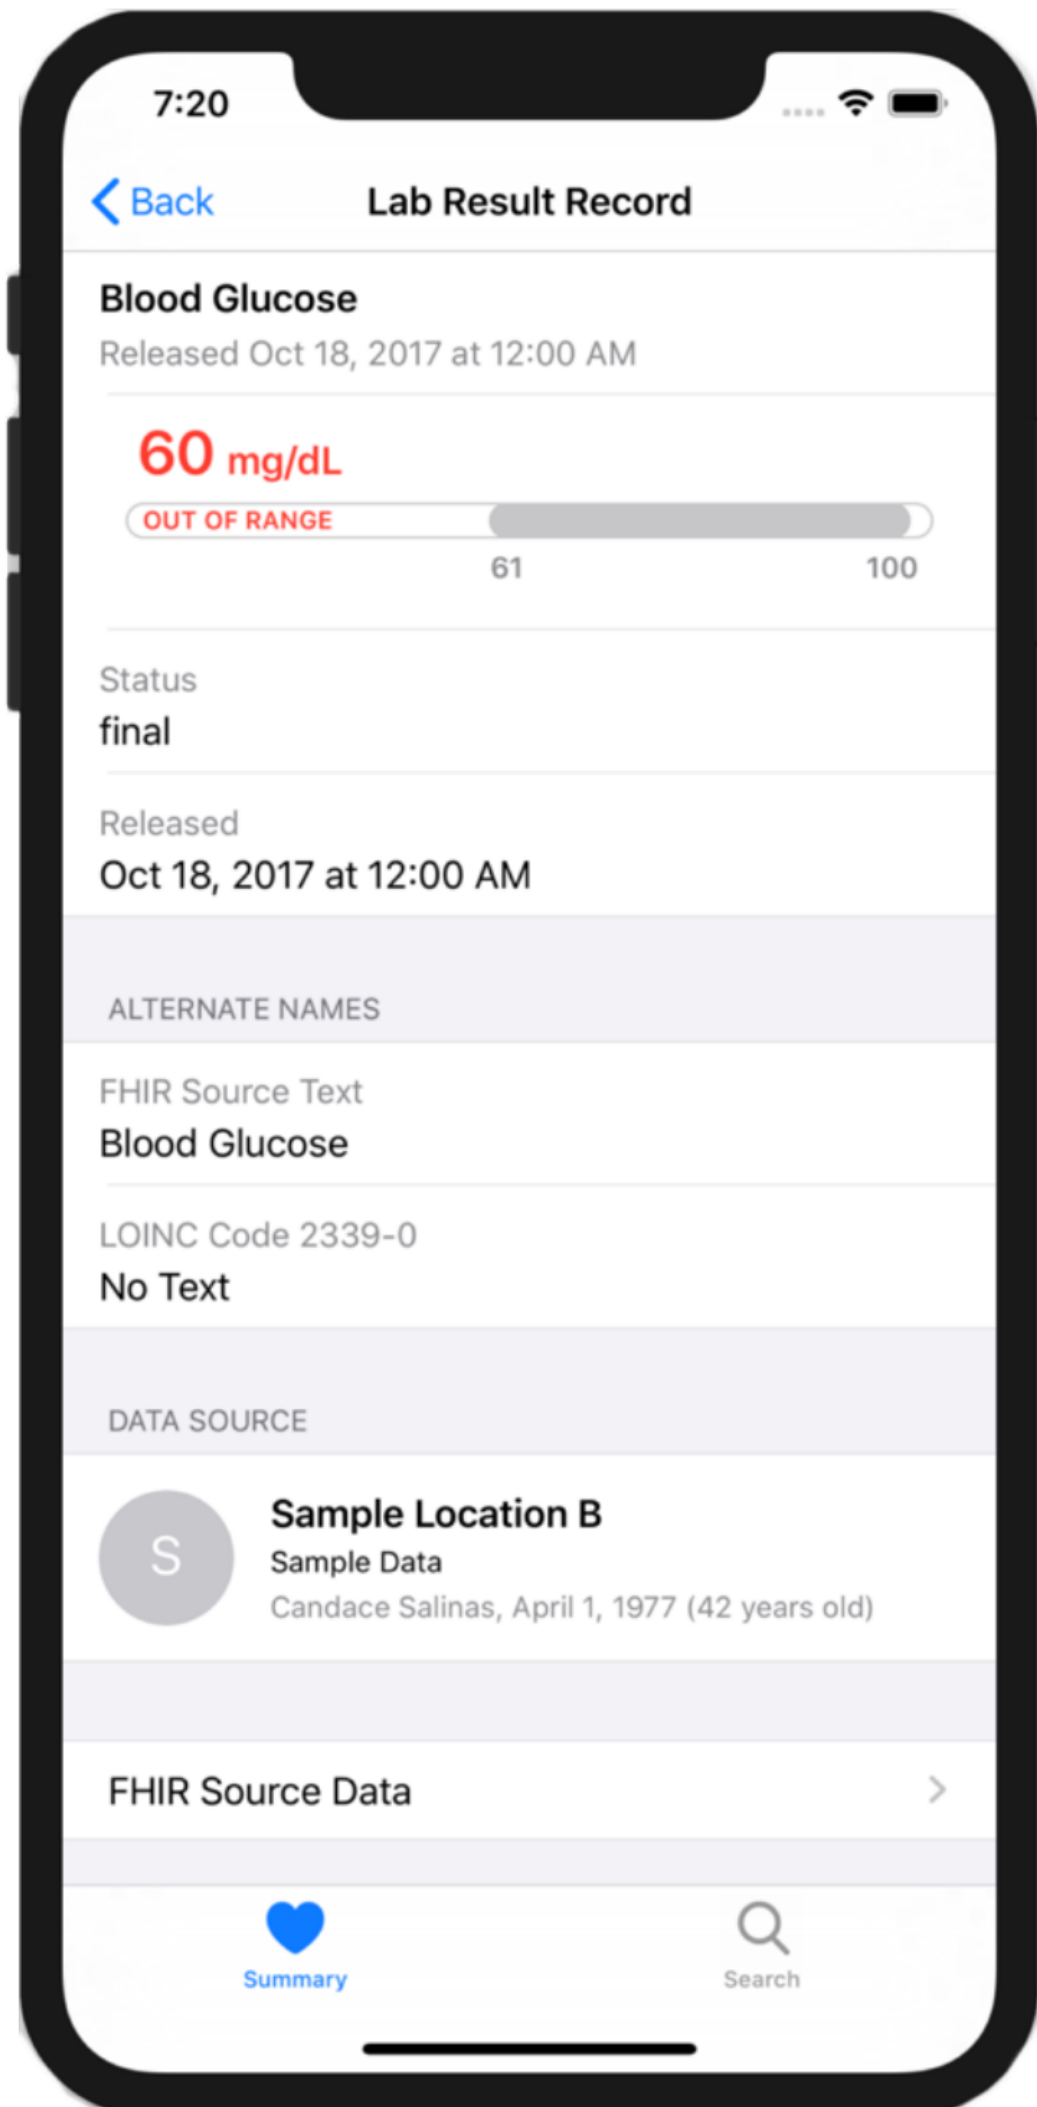 7:20
Back
Lab Result Record
Blood Glucose
Released Oct 18, 2017 at 12:00 AM
60 mg/dL
OUT OF RANGE
61 100
Status
final
Released
Oct 18, 2017 at 12:00 AM
ALTERNATE NAMES
FHIR Source Text
Blood Glucose
LOINC Code 2339-0
No Text
DATA SOURCE
S
Sample Location B
Sample Data
Candace Salinas, April 1, 1977 (42 years old)
FHIR Source Data
Summary
Search